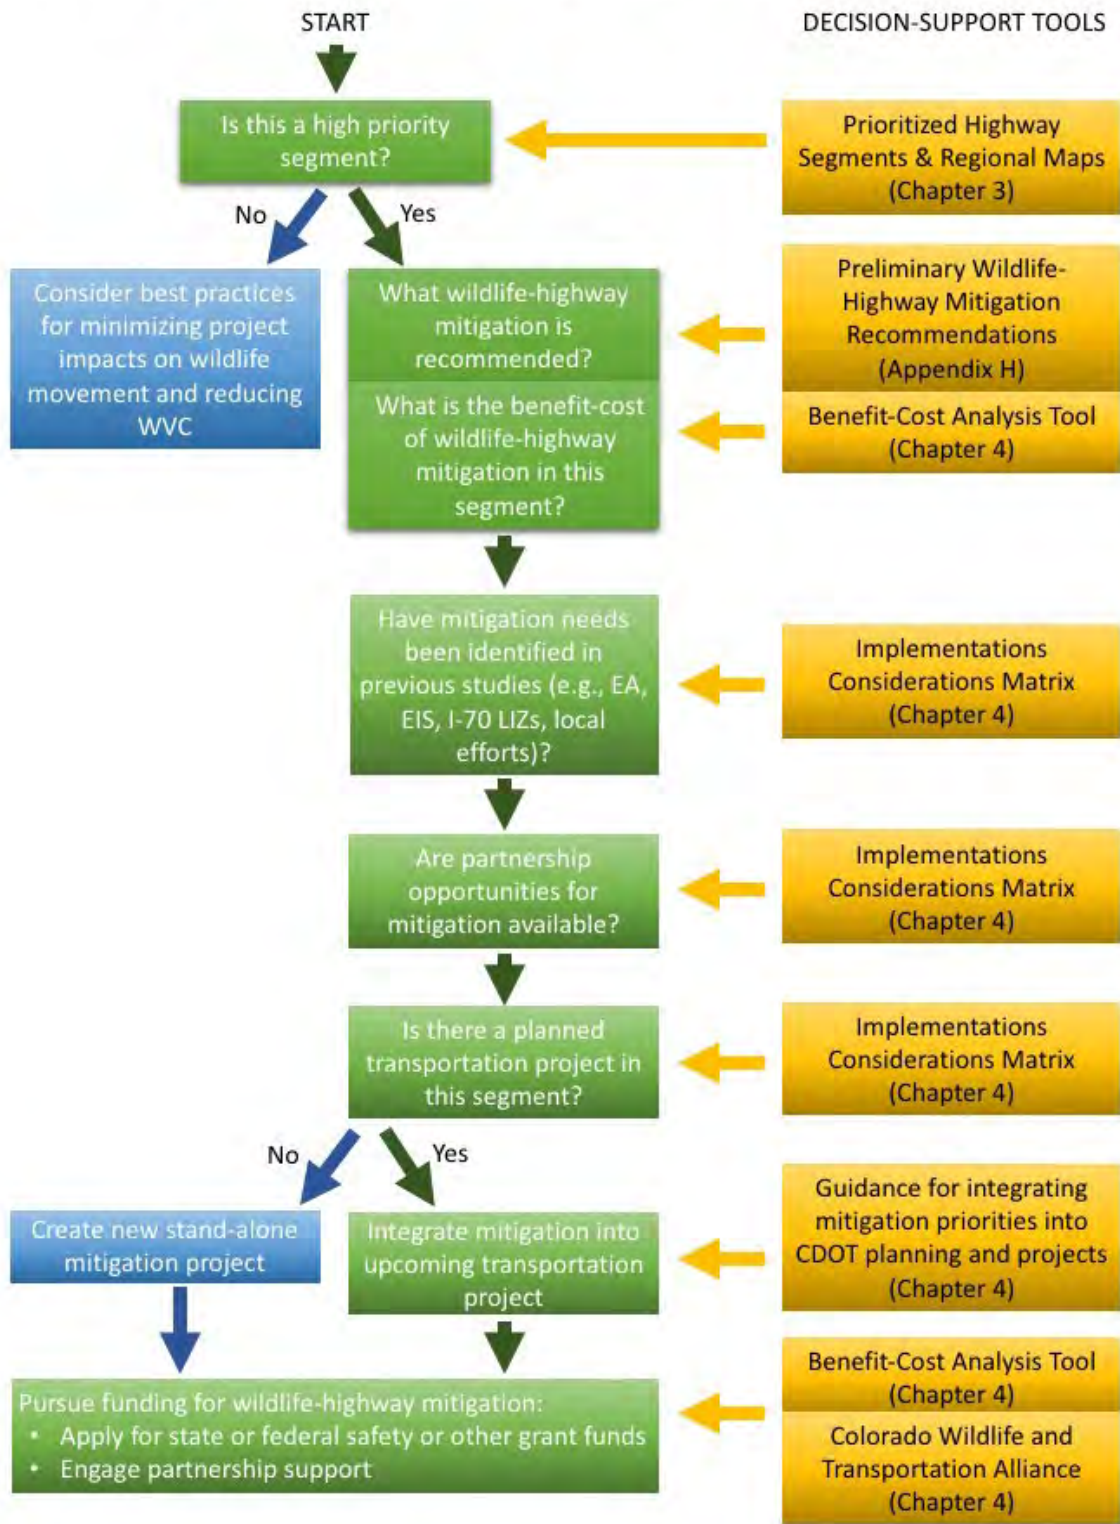 START
DECISION-SUPPORT TOOLS
Is this a high priority
segment?
Prioritized Highway
Segments & Regional Maps
(Chapter 3)
No
Yes
Consider best practices
for minimizing project
impacts on wildlife
movement and reducing
WVC
What wildlife-highway
mitigation is
recommended?
Preliminary Wildlife-
Highway Mitigation
Recommendations
(Appendix H)
What is the benefit-cost
of wildlife-highway
mitigation in this
segment?
Benefit-Cost Analysis Tool
(Chapter 4)
Have mitigation needs
been identified in
previous studies (e.g., EA,
EIS, I-70 LIZs, local
efforts)?
Implementations
Considerations Matrix
(Chapter 4)
Are partnership
opportunities for
mitigation available?
Implementations
Considerations Matrix
(Chapter 4)
Is there a planned
transportation project in
this segment?
Implementations
Considerations Matrix
(Chapter 4)
No
Yes
Create new stand-alone
mitigation project
Integrate mitigation into
upcoming transportation
project
Guidance for integrating
mitigation priorities into
CDOT planning and projects
(Chapter 4)
Pursue funding for wildlife-highway mitigation:
• Apply for state or federal safety or other grant funds
• Engage partnership support
Benefit-Cost Analysis Tool
(Chapter 4)
Colorado Wildlife and
Transportation Alliance
(Chapter 4)